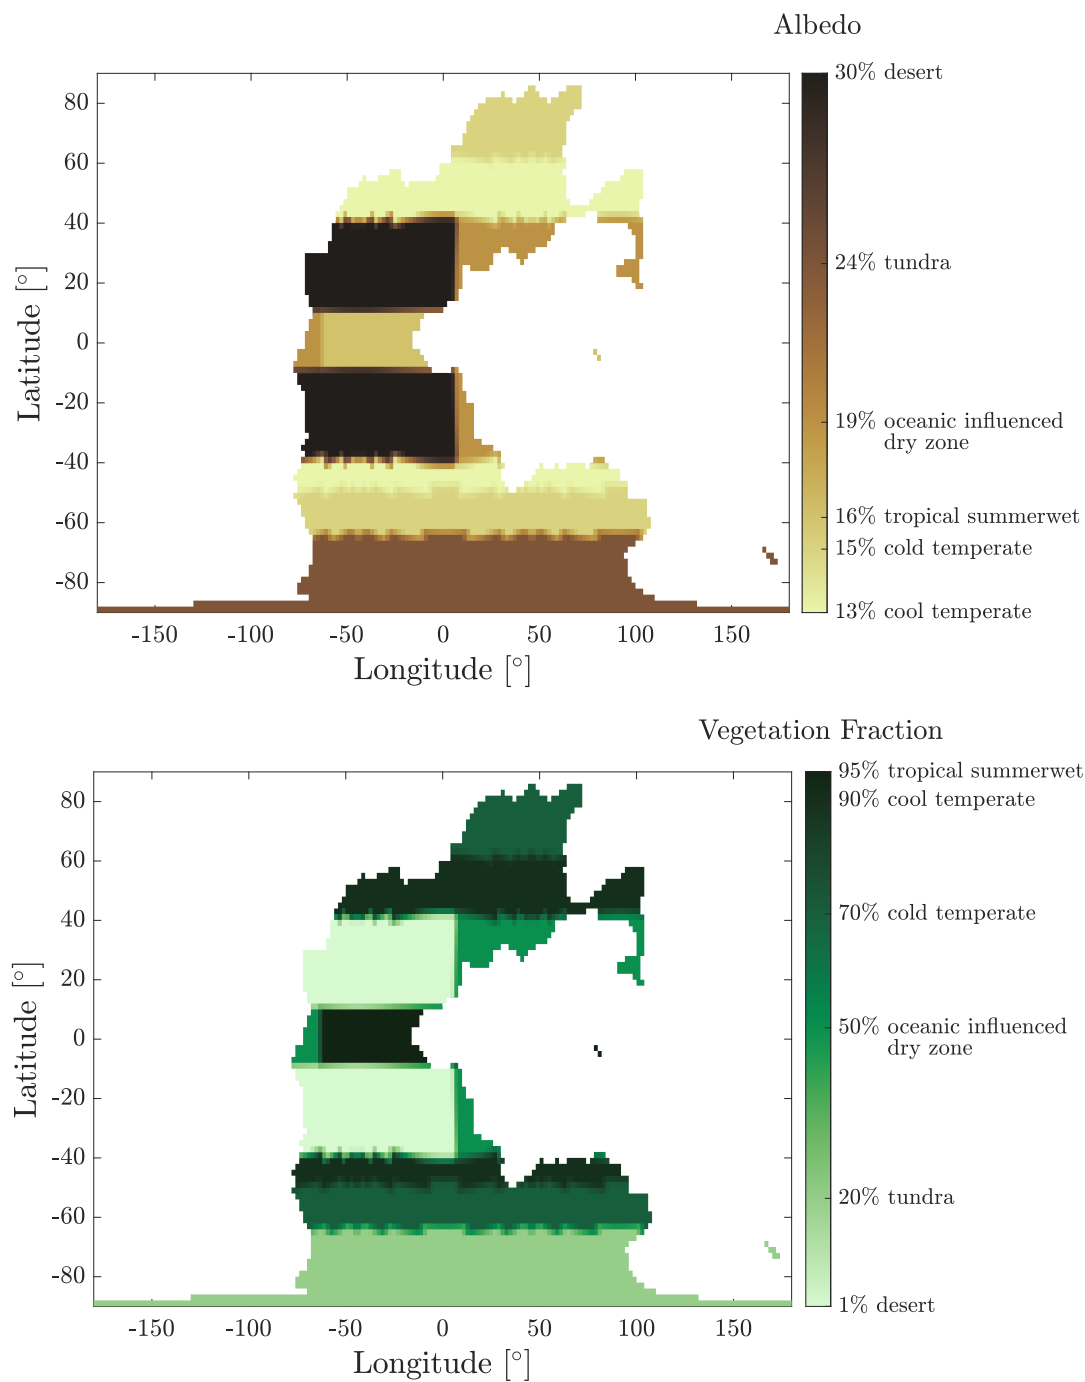 Albedo
80
60
40
20
0
-20
-40
-60
-80
Latitude [°]
-150 -100 -50 0 50 100 150
Longitude [°]
30% desert
24% tundra
19% oceanic influenced
dry zone
16% tropical summerwet
15% cold temperate
13% cool temperate
Vegetation Fraction
80
60
40
20
0
-20
-40
-60
-80
Latitude [°]
-150 -100 -50 0 50 100 150
Longitude [°]
95% tropical summerwet
90% cool temperate
70% cold temperate
50% oceanic influenced
dry zone
20% tundra
1% desert